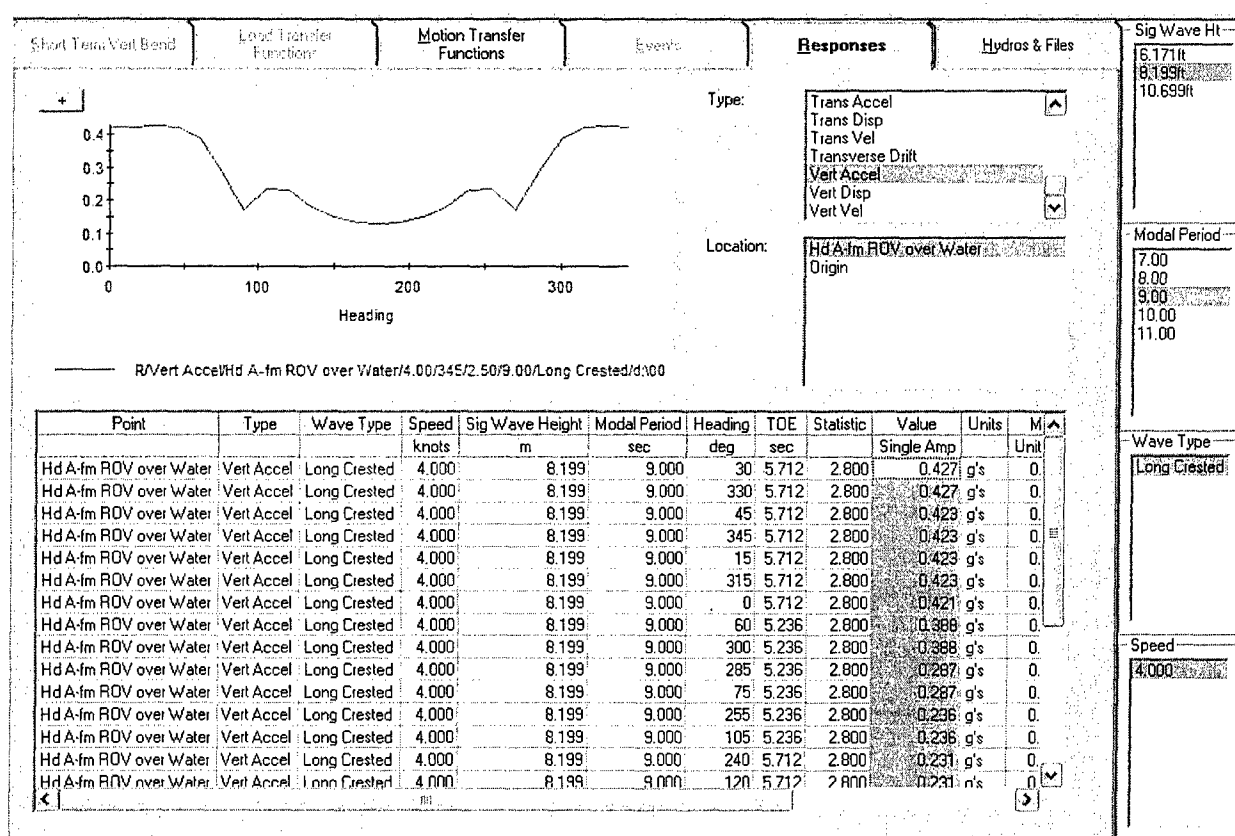 Short Term Vert Bend
Load Transfer Functions
Motion Transfer Functions
Events
Responses
Hydros & Files
+
0.4
0.3
0.2
0.1
0.0
0 100 200 300
Heading
R/Vert Accel/Hd A-fm ROV over Water/4.00/345/2.50/9.00/Long Crested/d:\00
Type:
Trans Accel
Trans Disp
Trans Vel
Transverse Drift
Vert Accel
Vert Disp
Vert Vel
Location:
Hd A-fm ROV over Water
Origin
Sig Wave Ht
6.171ft
8.199ft
10.699ft
Modal Period
7.00
8.00
9.00
10.00
11.00
Wave Type
Long Crested
Speed
4.000
Point Type Wave Type Speed Sig Wave Height Modal Period Heading TOE Statistic Value Units M
knots m sec deg sec Single Amp Unit
Hd A-fm ROV over Water Vert Accel Long Crested 4.000 8.199 9.000 30 5.712 2.800 0.427 g's 0.
Hd A-fm ROV over Water Vert Accel Long Crested 4.000 8.199 9.000 330 5.712 2.800 0.427 g's 0.
Hd A-fm ROV over Water Vert Accel Long Crested 4.000 8.199 9.000 45 5.712 2.800 0.423 g's 0.
Hd A-fm ROV over Water Vert Accel Long Crested 4.000 8.199 9.000 345 5.712 2.800 0.423 g's 0.
Hd A-fm ROV over Water Vert Accel Long Crested 4.000 8.199 9.000 15 5.712 2.800 0.423 g's 0.
Hd A-fm ROV over Water Vert Accel Long Crested 4.000 8.199 9.000 315 5.712 2.800 0.423 g's 0.
Hd A-fm ROV over Water Vert Accel Long Crested 4.000 8.199 9.000 0 5.712 2.800 0.421 g's 0.
Hd A-fm ROV over Water Vert Accel Long Crested 4.000 8.199 9.000 60 5.236 2.800 0.388 g's 0.
Hd A-fm ROV over Water Vert Accel Long Crested 4.000 8.199 9.000 300 5.236 2.800 0.388 g's 0.
Hd A-fm ROV over Water Vert Accel Long Crested 4.000 8.199 9.000 285 5.236 2.800 0.287 g's 0.
Hd A-fm ROV over Water Vert Accel Long Crested 4.000 8.199 9.000 75 5.236 2.800 0.287 g's 0.
Hd A-fm ROV over Water Vert Accel Long Crested 4.000 8.199 9.000 255 5.236 2.800 0.236 g's 0.
Hd A-fm ROV over Water Vert Accel Long Crested 4.000 8.199 9.000 105 5.236 2.800 0.236 g's 0.
Hd A-fm ROV over Water Vert Accel Long Crested 4.000 8.199 9.000 240 5.712 2.800 0.231 g's 0.
Hd A-fm ROV over Water Vert Accel Long Crested 4.000 8.199 9.000 120 5.712 2.800 0.231 g's 0.